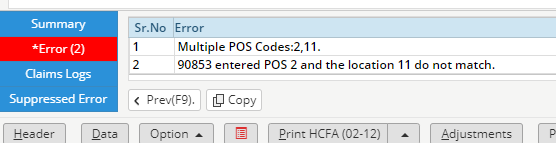 Summary
*Error (2)
Claims Logs
Suppressed Error
Sr.No Error
1 Multiple POS Codes:2,11.
2 90853 entered POS 2 and the location 11 do not match.
Prev(F9). Copy
Header Data Option Print HCFA (02-12) Adjustments P